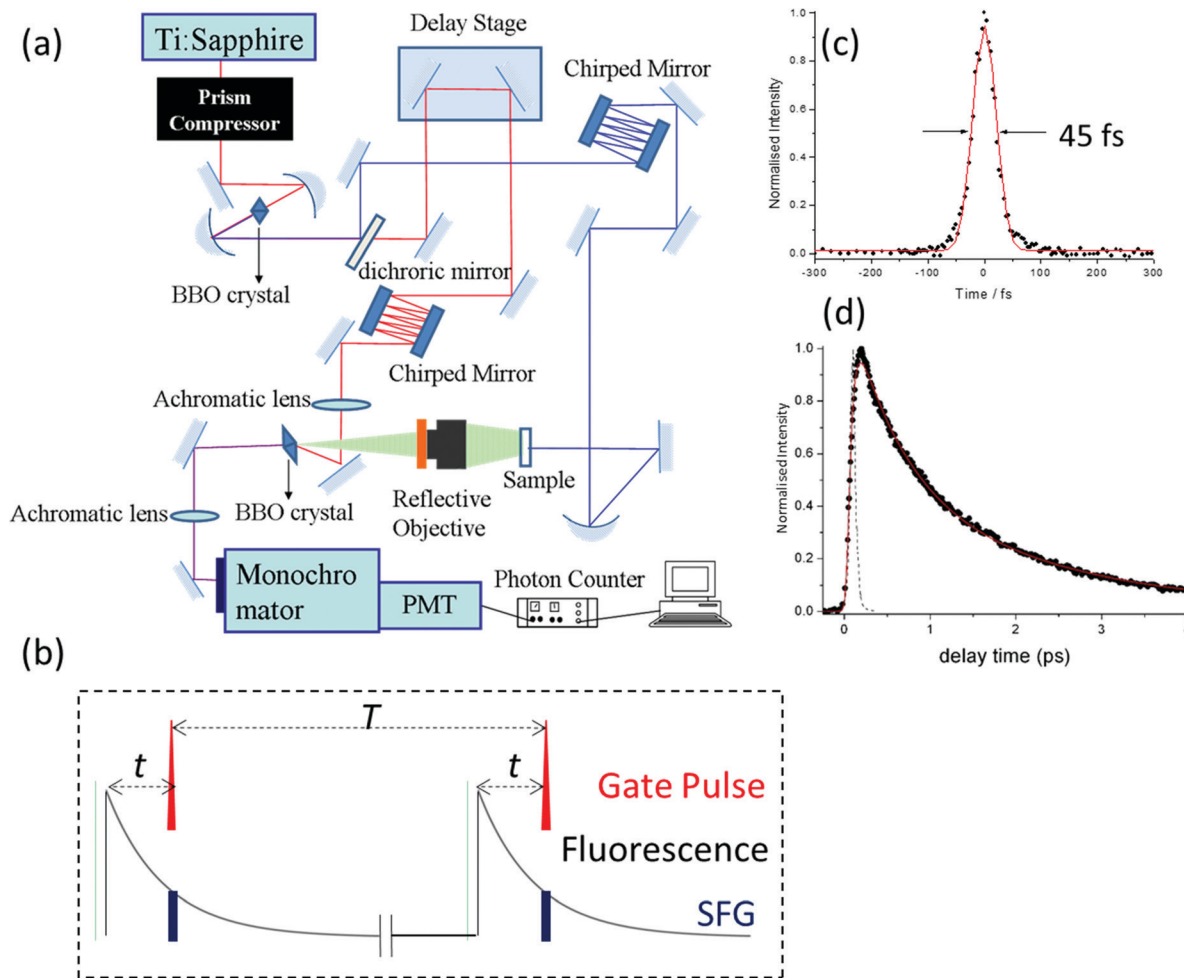 (a)
Ti:Sapphire
Prism
Compressor
Delay Stage
Chirped Mirror
BBO crystal
dichroric mirror
Chirped Mirror
Achromatic lens
Achromatic lens
BBO crystal
Reflective
Objective
Sample
Monochro
mator
PMT
Photon Counter
(c)
Normalised Intensity
1.0
0.8
0.6
0.4
0.2
0.0
45 fs
-300 -200 -100 0 100 200 300
Time / fs
(d)
Normalised Intensity
1.0
0.8
0.6
0.4
0.2
0.0
0 1 2 3
delay time (ps)
(b)
T
t
t
Gate Pulse
Fluorescence
SFG